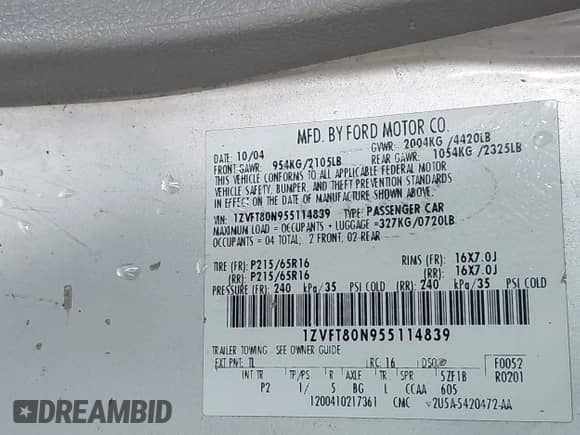 MFD. BY FORD MOTOR CO.
DATE: 10/04 GVWR: 2004KG /4420LB
FRONT GAWR: 954KG/2105LB REAR GAWR: 1054KG /2325LB
THIS VEHICLE CONFORMS TO ALL APPLICABLE FEDERAL MOTOR
VEHICLE SAFETY, BUMPER, AND THEFT PREVENTION STANDARDS
IN EFFECT ON THE DATE OF MANUFACTURE SHOWN ABOVE.
VIN: 1ZVFT80N955114839 TYPE: PASSENGER CAR
MAXIMUM LOAD = OCCUPANTS + LUGGAGE =327KG/0720LB
OCCUPANTS = 04 TOTAL; 2 FRONT, 02-REAR
TIRE (FR): P215/65R16 RIMS (FR): 16X7.0J
(RR): P215/65R16 (RR): 16X7.0J
PRESSURE (FR): 240 kPa/35 PSI COLD (RR): 240 kPa/35 PSI COLD
1ZVFT80N955114839
TRAILER TOWING - SEE OWNER GUIDE
EXT PNT: TI RC: 16 DSO: F0052
INT TR TP/PS R AXLE TR SPR 5ZF1B R0201
P2 1/ 5 BG L CCAA 605
1200410217361 CMC V2U5A-5420472-AA
DREAMBID